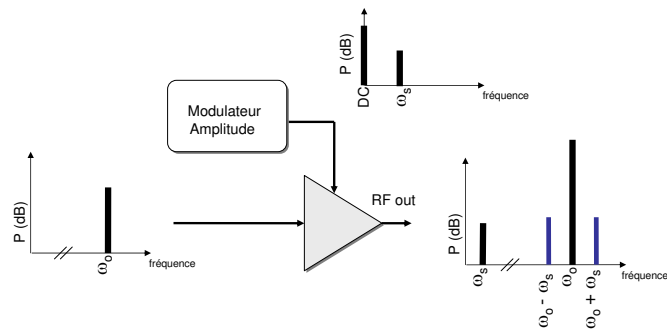 P (dB)
DC
ωs
fréquence
Modulateur
Amplitude
P (dB)
ωo
fréquence
RF out
P (dB)
ωs
ωo - ωs
ωo
ωo + ωs
fréquence